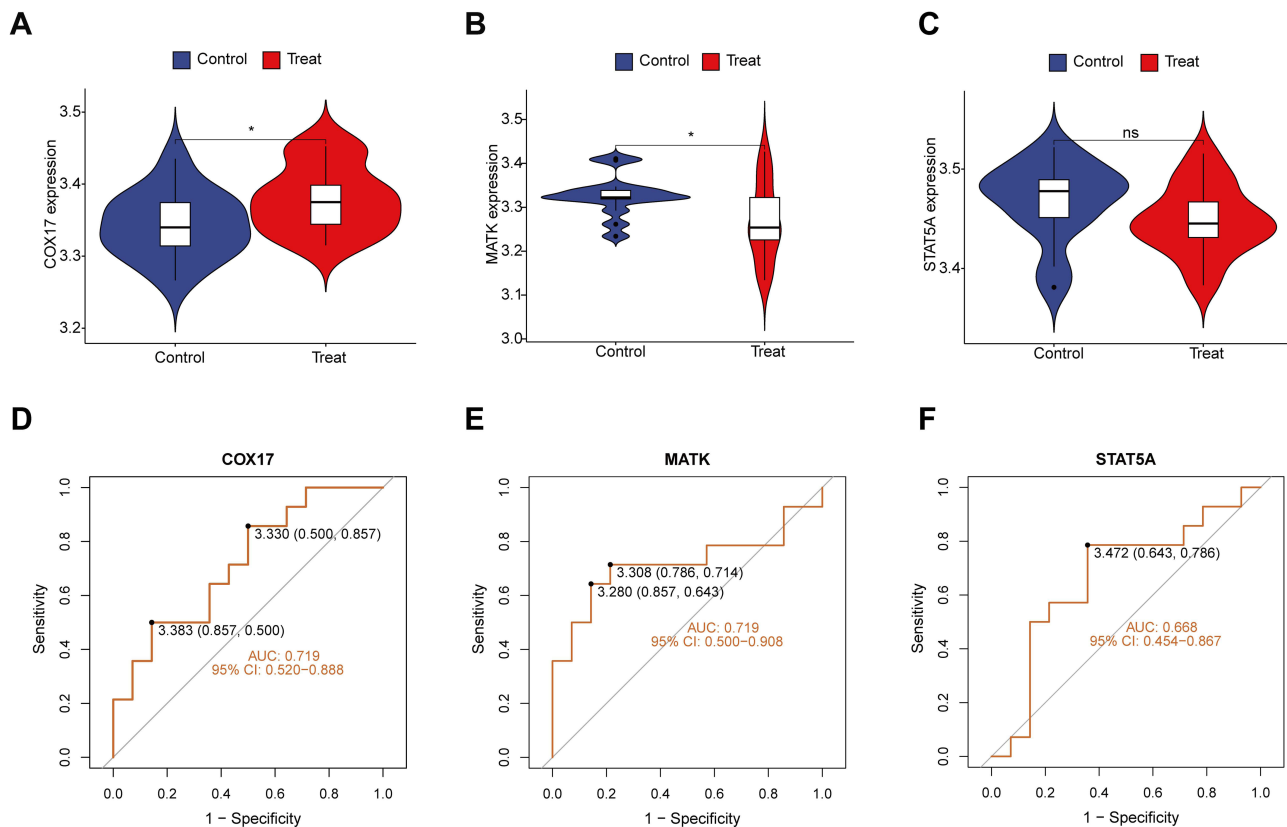 A
Control Treat
COX17 expression
3.5
3.4
3.3
3.2
*
Control Treat
B
Control Treat
MATK expression
3.5
3.4
3.3
3.2
3.1
3.0
*
Control Treat
C
Control Treat
STAT5A expression
3.5
3.4
ns
Control Treat
D
COX17
Sensitivity
1.0
0.8
0.6
0.4
0.2
0.0
3.330 (0.500, 0.857)
3.383 (0.857, 0.500)
AUC: 0.719
95% CI: 0.520−0.888
0.0 0.2 0.4 0.6 0.8 1.0
1 − Specificity
E
MATK
Sensitivity
1.0
0.8
0.6
0.4
0.2
0.0
3.308 (0.786, 0.714)
3.280 (0.857, 0.643)
AUC: 0.719
95% CI: 0.500−0.908
0.0 0.2 0.4 0.6 0.8 1.0
1 − Specificity
F
STAT5A
Sensitivity
1.0
0.8
0.6
0.4
0.2
0.0
3.472 (0.643, 0.786)
AUC: 0.668
95% CI: 0.454−0.867
0.0 0.2 0.4 0.6 0.8 1.0
1 − Specificity